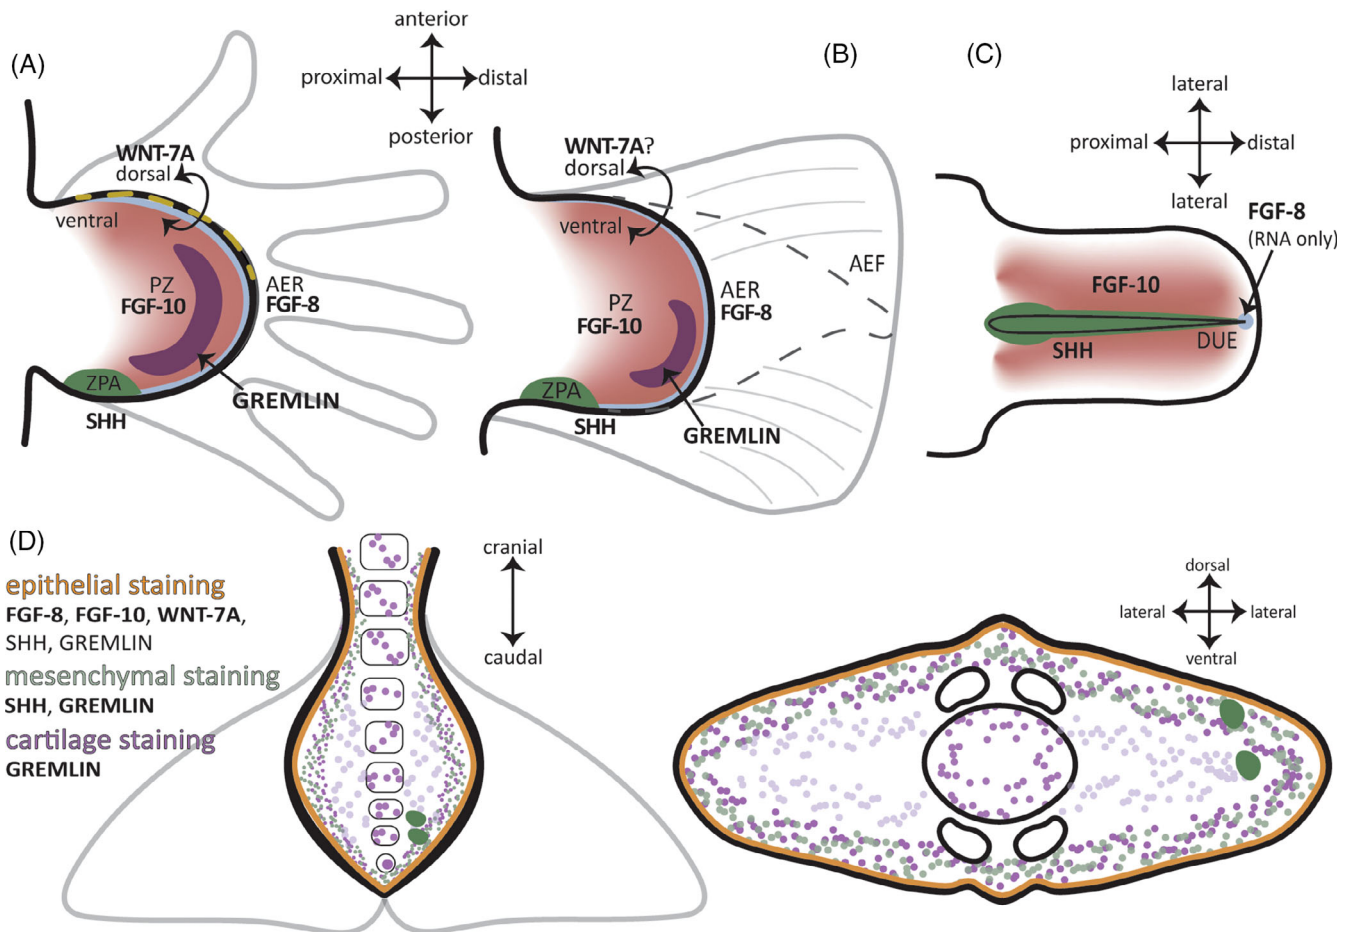 (A)
anterior
proximal
distal
posterior
WNT-7A
dorsal
ventral
PZ
FGF-10
AER
FGF-8
ZPA
SHH
GREMLIN
(B)
WNT-7A?
dorsal
ventral
PZ
FGF-10
AER
FGF-8
AEF
ZPA
SHH
GREMLIN
(C)
lateral
proximal
distal
lateral
FGF-8
(RNA only)
FGF-10
SHH
DUE
(D)
epithelial staining
FGF-8, FGF-10, WNT-7A,
SHH, GREMLIN
mesenchymal staining
SHH, GREMLIN
cartilage staining
GREMLIN
cranial
caudal
dorsal
lateral
lateral
ventral